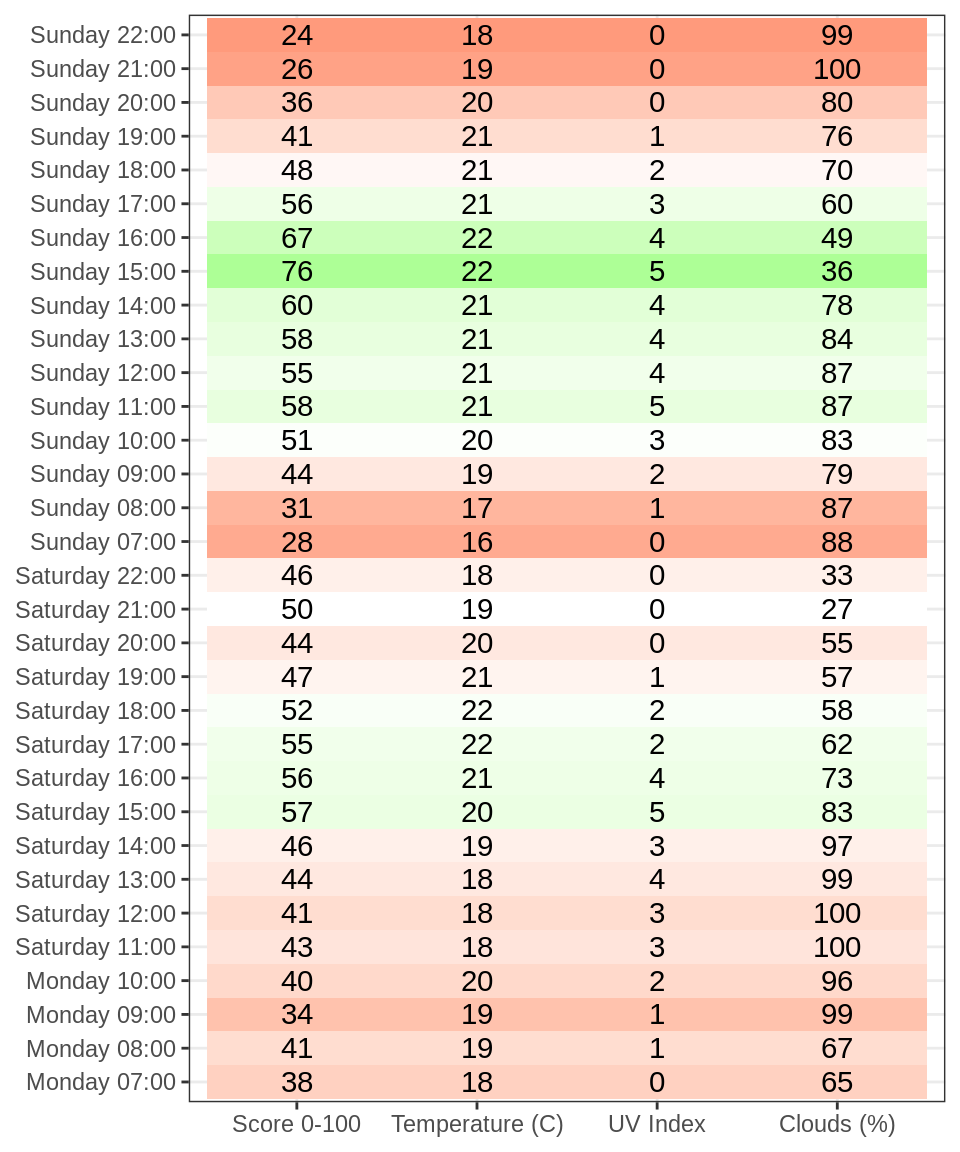 Sunday 22:00 24 18 0 99
Sunday 21:00 26 19 0 100
Sunday 20:00 36 20 0 80
Sunday 19:00 41 21 1 76
Sunday 18:00 48 21 2 70
Sunday 17:00 56 21 3 60
Sunday 16:00 67 22 4 49
Sunday 15:00 76 22 5 36
Sunday 14:00 60 21 4 78
Sunday 13:00 58 21 4 84
Sunday 12:00 55 21 4 87
Sunday 11:00 58 21 5 87
Sunday 10:00 51 20 3 83
Sunday 09:00 44 19 2 79
Sunday 08:00 31 17 1 87
Sunday 07:00 28 16 0 88
Saturday 22:00 46 18 0 33
Saturday 21:00 50 19 0 27
Saturday 20:00 44 20 0 55
Saturday 19:00 47 21 1 57
Saturday 18:00 52 22 2 58
Saturday 17:00 55 22 2 62
Saturday 16:00 56 21 4 73
Saturday 15:00 57 20 5 83
Saturday 14:00 46 19 3 97
Saturday 13:00 44 18 4 99
Saturday 12:00 41 18 3 100
Saturday 11:00 43 18 3 100
Monday 10:00 40 20 2 96
Monday 09:00 34 19 1 99
Monday 08:00 41 19 1 67
Monday 07:00 38 18 0 65
Score 0-100 Temperature (C) UV Index Clouds (%)